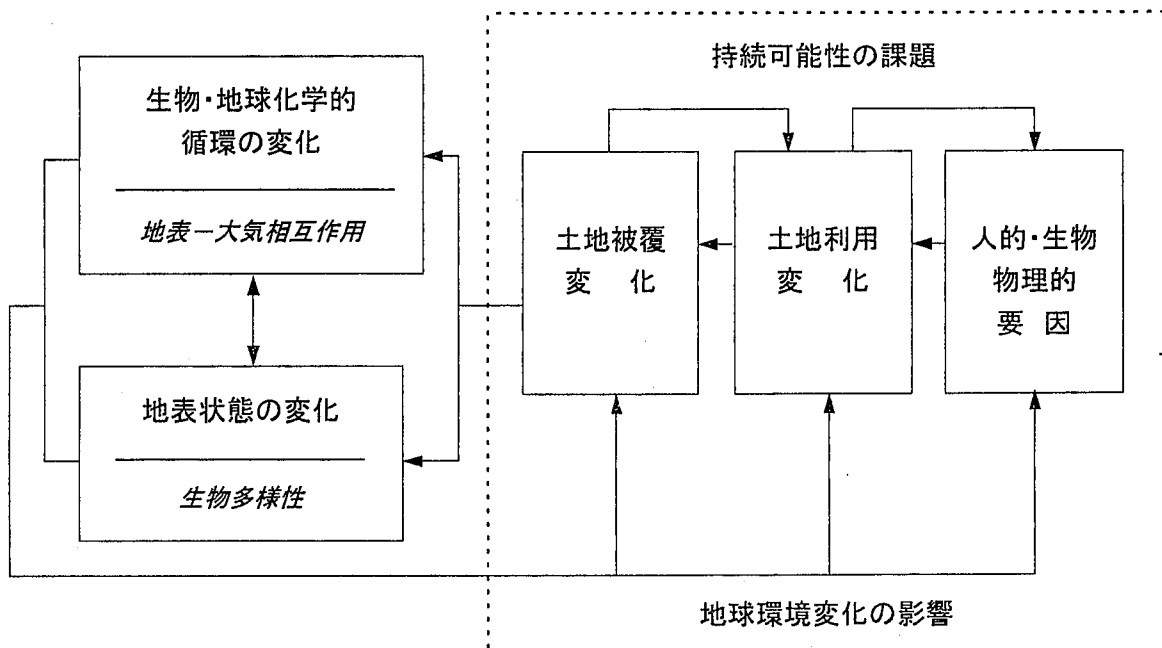 持続可能性の課題
生物・地球化学的
循環の変化
地表－大気相互作用
地表状態の変化
生物多様性
土地被覆
変 化
土地利用
変 化
人的・生物
物理的
要 因
地球環境変化の影響